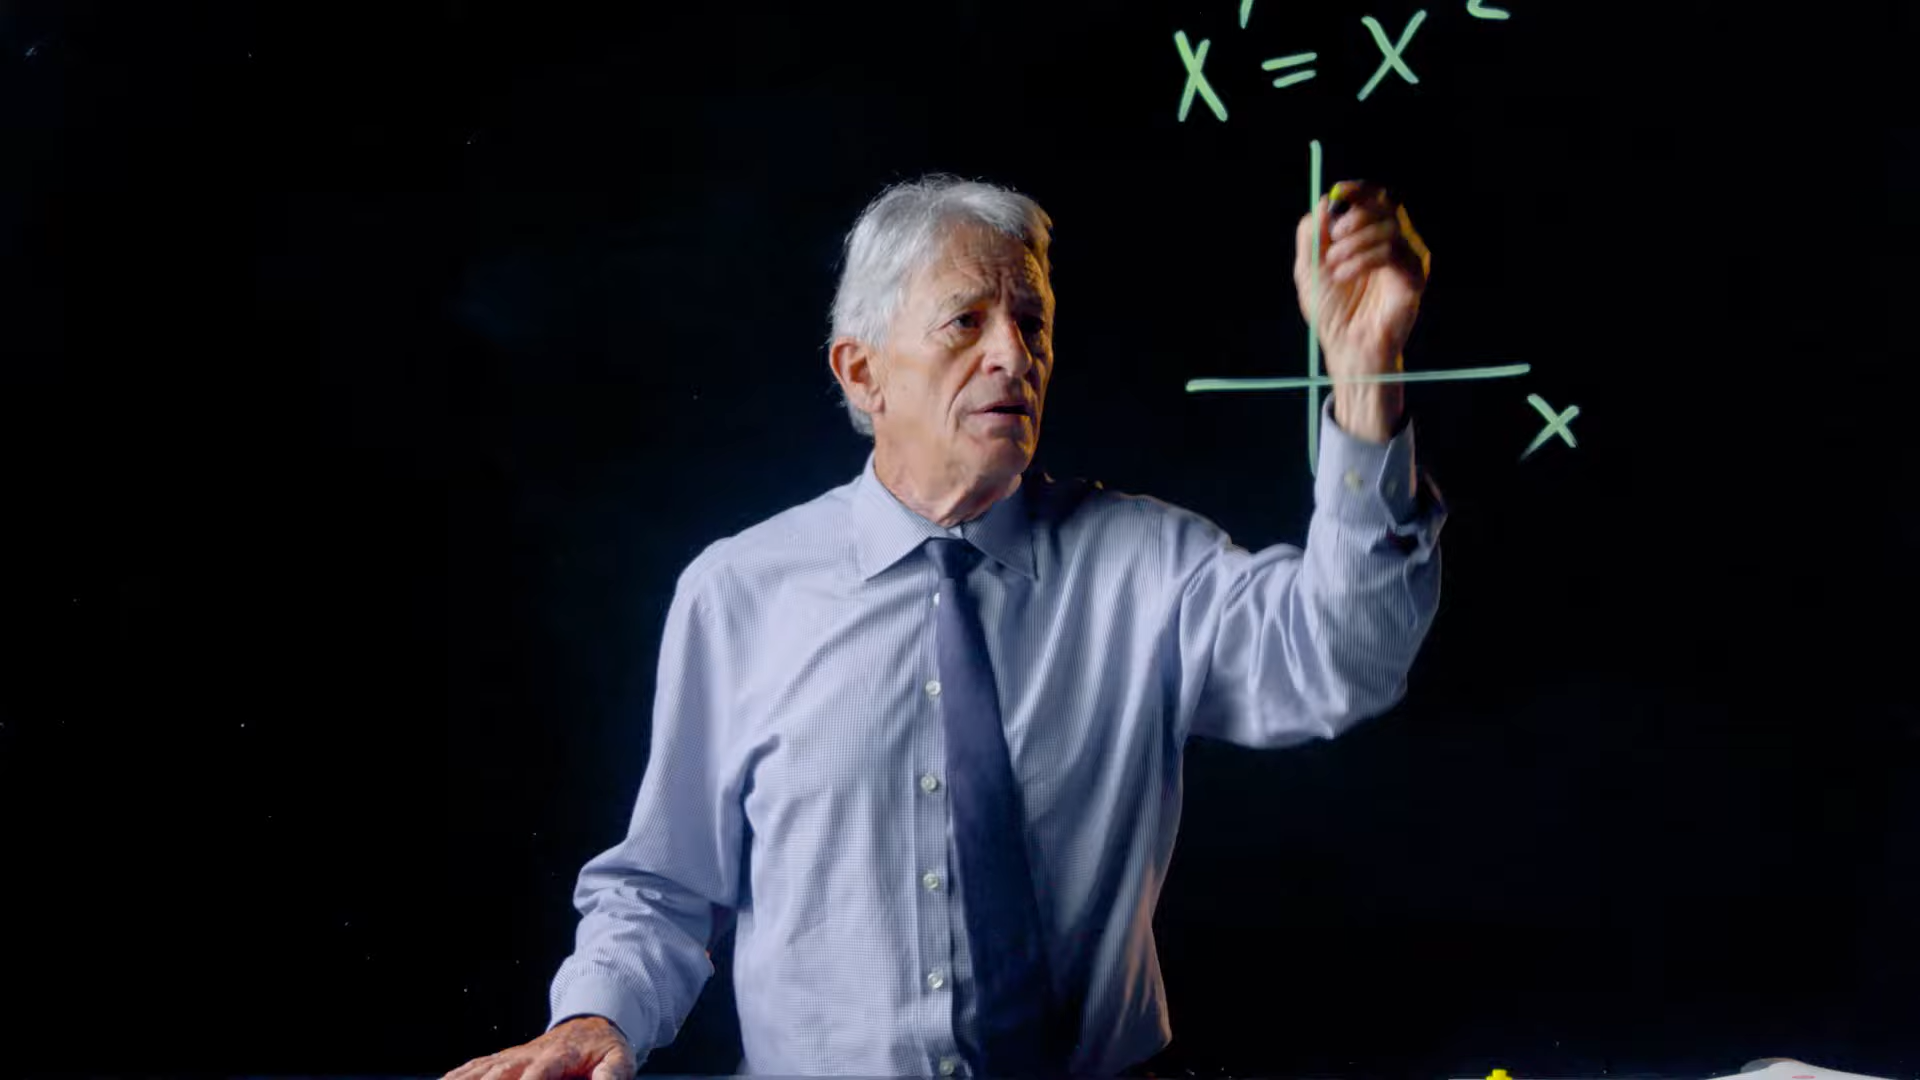 x' = x²
x